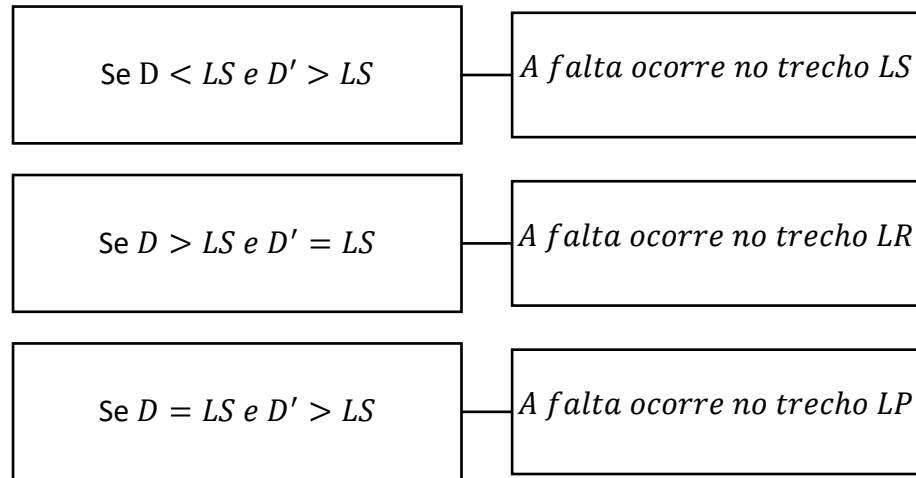 Se D < LS e D′ > LS
A falta ocorre no trecho LS
Se D > LS e D′ = LS
A falta ocorre no trecho LR
Se D = LS e D′ > LS
A falta ocorre no trecho LP